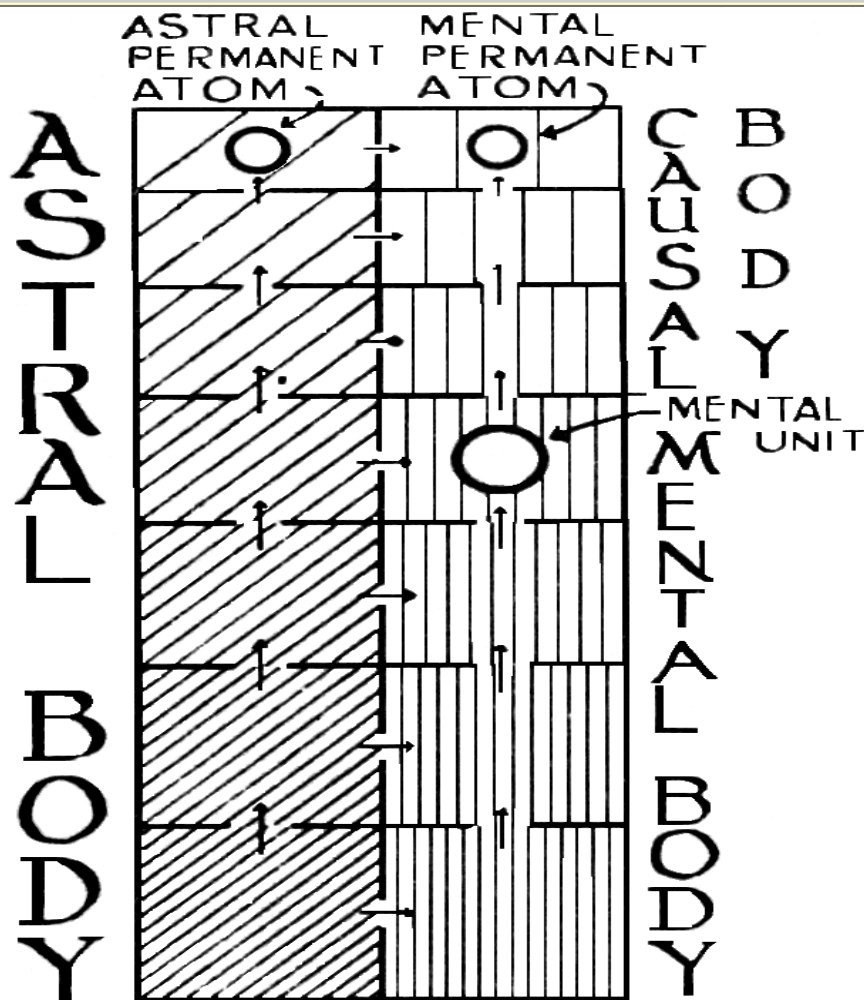 ASTRAL
PERMANENT
ATOM
MENTAL
PERMANENT
ATOM
ASTRAL
BODY
CAUSAL
BODY
MENTAL
UNIT
MENTAL
BODY